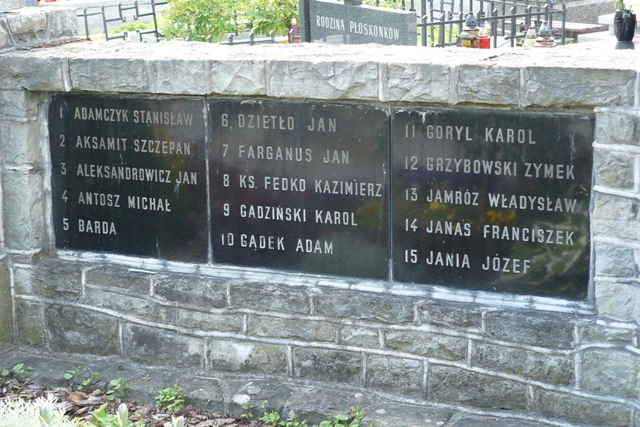 RODZINA PŁOSKONKÓW
1 ADAMCZYK STANISŁAW
2 AKSAMIT SZCZEPAN
3 ALEKSANDROWICZ JAN
4 ANTOSZ MICHAŁ
5 BARDA
6, DZIETŁO JAN
7 FARGANUS JAN
8 KS. FEDKO KAZIMIERZ
9 GADZIŃSKI KAROL
10 GĄDEK ADAM
11 GORYL KAROL
12 GRZYBOWSKI ZYMEK
13 JAMRÓZ WŁADYSŁAW
14 JANAS FRANCISZEK
15 JANIA JÓZEF